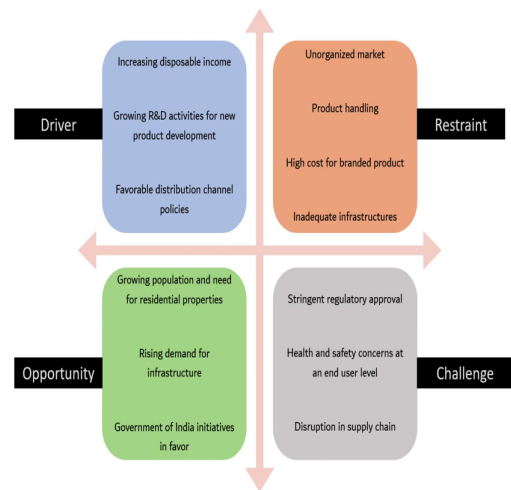 Driver
Increasing disposable income
Growing R&D activities for new
product development
Favorable distribution channel
policies
Unorganized market
Product handling
High cost for branded product
Inadequate infrastructures
Restraint
Opportunity
Growing population and need
for residential properties
Rising demand for
infrastructure
Government of India initiatives
in favor
Stringent regulatory approval
Health and safety concerns at
an end user level
Disruption in supply chain
Challenge